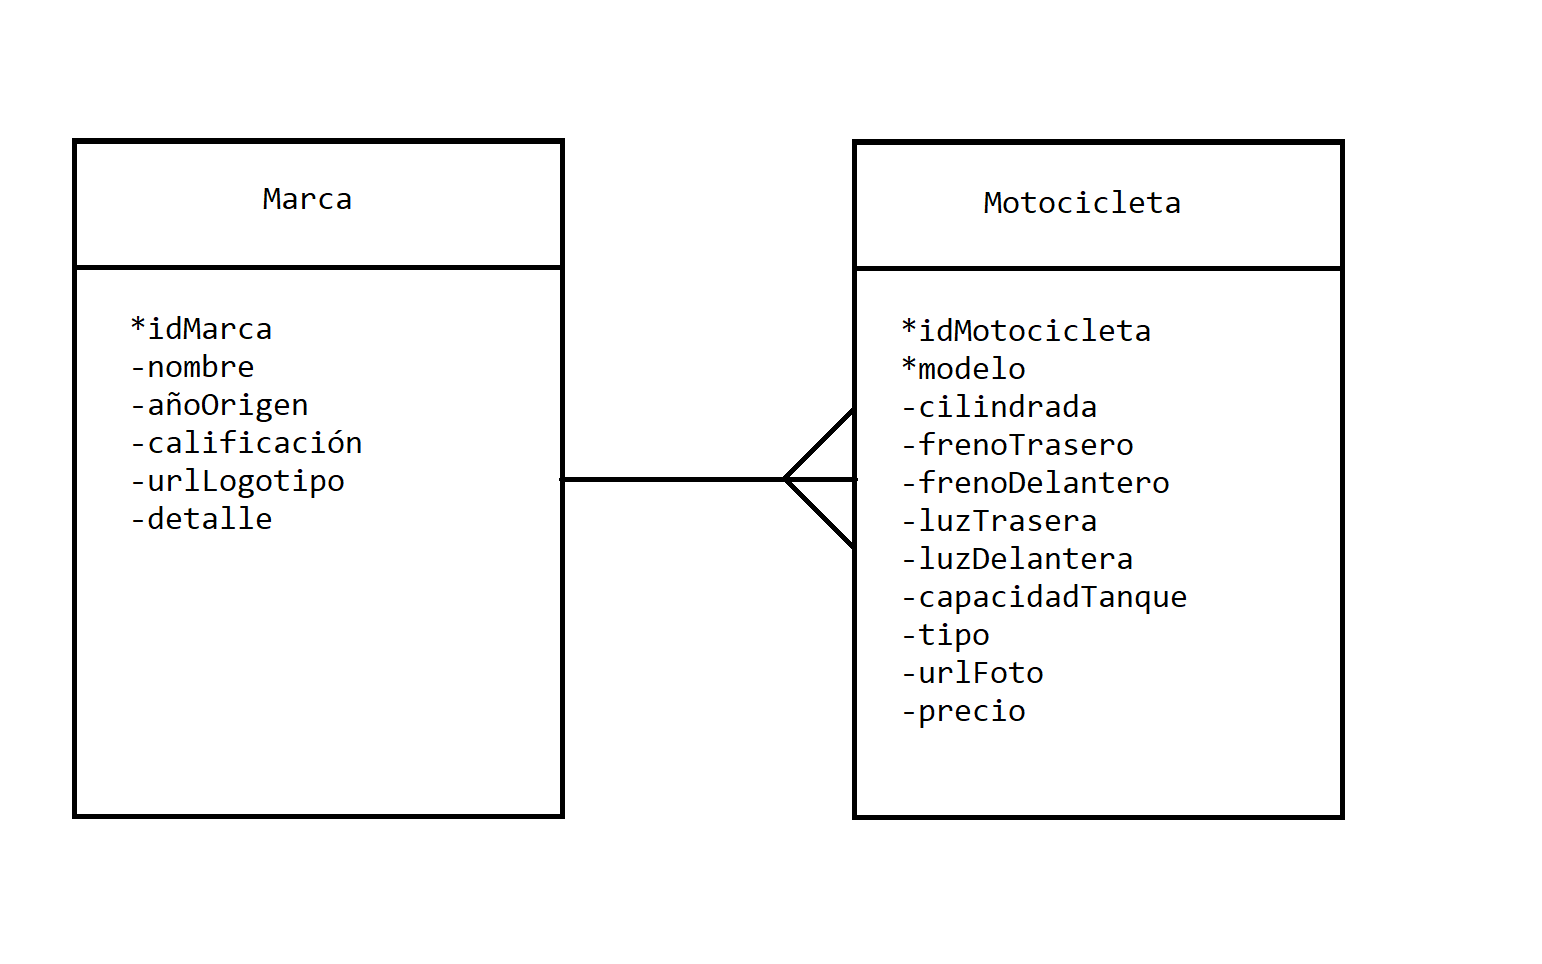 Marca
*idMarca
-nombre
-añoOrigen
-calificación
-urlLogotipo
-detalle
Motocicleta
*idMotocicleta
*modelo
-cilindrada
-frenoTrasero
-frenoDelantero
-luzTrasera
-luzDelantera
-capacidadTanque
-tipo
-urlFoto
-precio